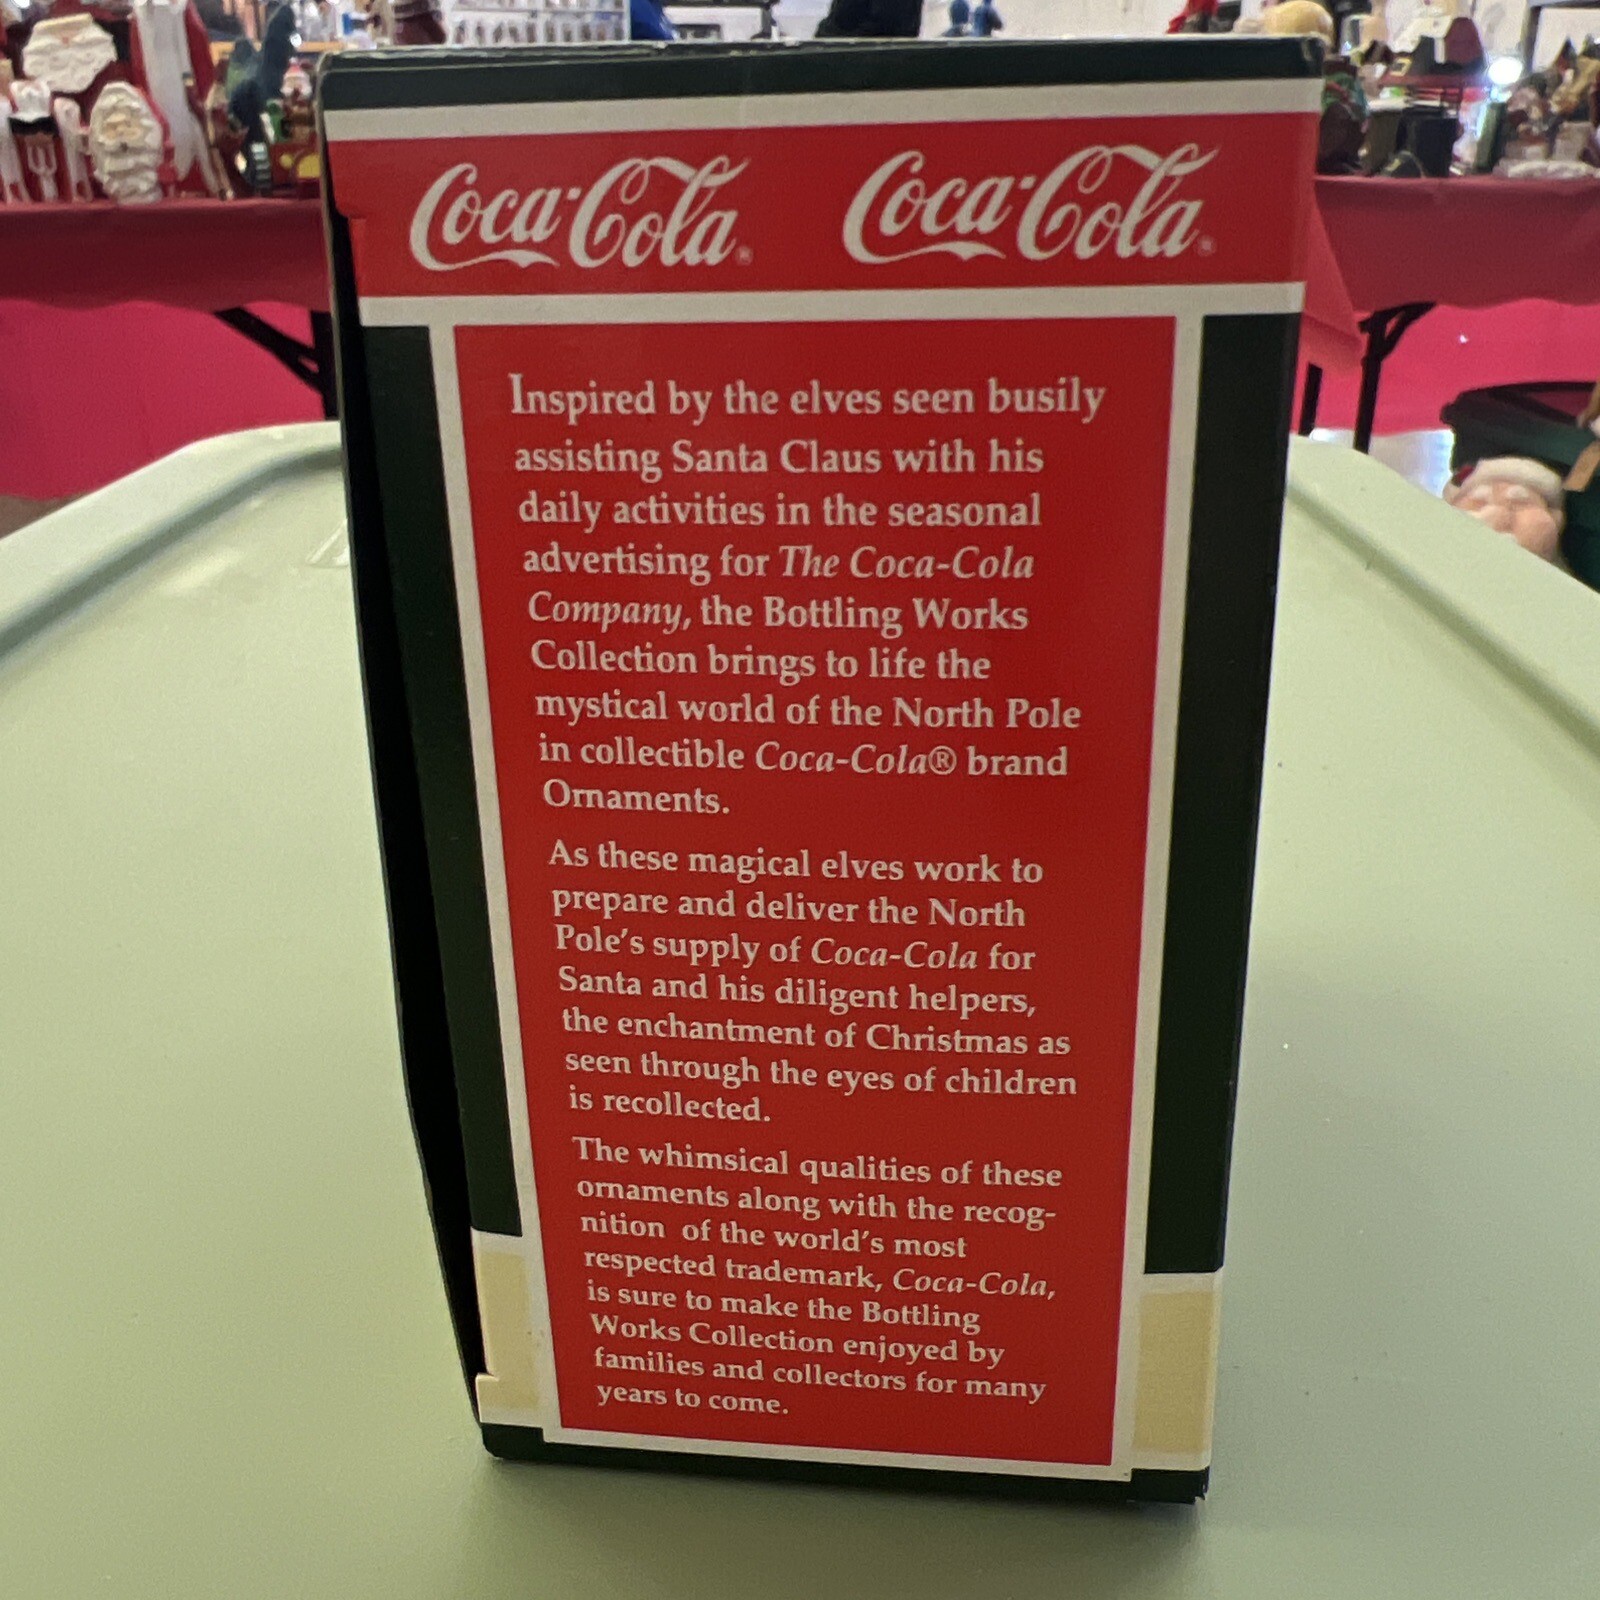 Coca-Cola® Coca-Cola®
Inspired by the elves seen busily
assisting Santa Claus with his
daily activities in the seasonal
advertising for The Coca-Cola
Company, the Bottling Works
Collection brings to life the
mystical world of the North Pole
in collectible Coca-Cola® brand
Ornaments.
As these magical elves work to
prepare and deliver the North
Pole's supply of Coca-Cola for
Santa and his diligent helpers,
the enchantment of Christmas as
seen through the eyes of children
is recollected.
The whimsical qualities of these
ornaments along with the recog-
nition of the world's most
respected trademark, Coca-Cola,
is sure to make the Bottling
Works Collection enjoyed by
families and collectors for many
years to come.